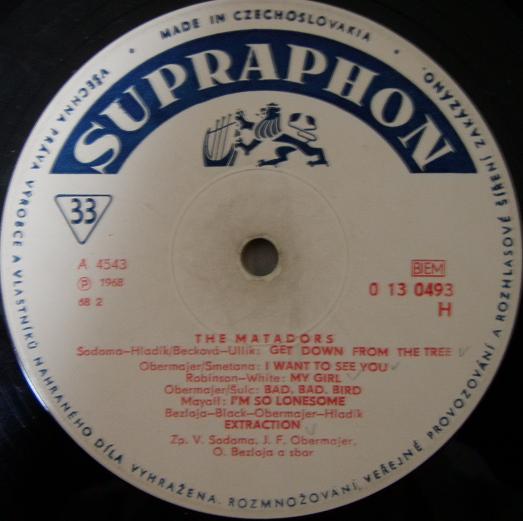 MADE IN CZECHOSLOVAKIA
SUPRAPHON
33
A 4543
℗ 1968
68 2
BIEM
0 13 0493
H
THE MATADORS
Sodoma—Hladík/Becková—Ullik: GET DOWN FROM THE TREE
Obermajer/Smetana: I WANT TO SEE YOU
Robinson—White: MY GIRL
Obermajer/Šulc: BAD, BAD, BIRD
Mayall: I'M SO LONESOME
Bezloja—Black—Obermajer—Hladík
EXTRACTION
Zp. V. Sodoma, J. F. Obermajer,
O. Bezloja a sbor
VŠECHNA PRÁVA VÝROBCE A VLASTNÍKŮ NAHRANÉHO DÍLA VYHRAŽENA. ROZMNOŽOVÁNÍ, VEŘEJNÉ PROVOZOVÁNÍ A ROZHLASOVÉ ŠÍŘENÍ ZAKÁZÁNO.